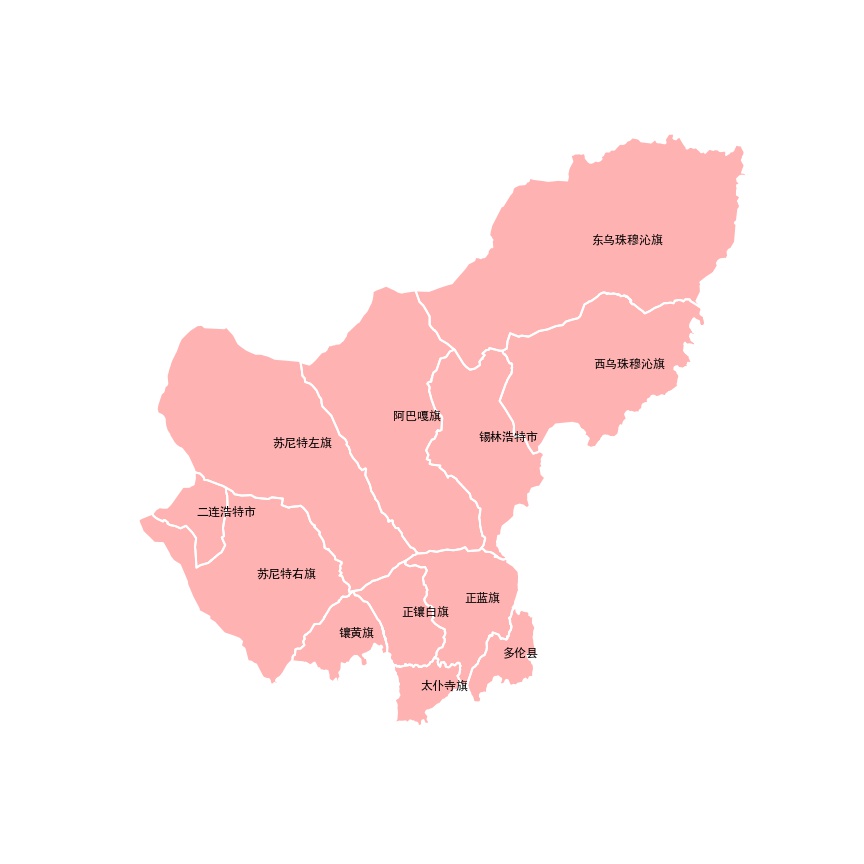 东乌珠穆沁旗
西乌珠穆沁旗
阿巴嘎旗
锡林浩特市
苏尼特左旗
二连浩特市
苏尼特右旗
正蓝旗
正镶白旗
镶黄旗
多伦县
太仆寺旗